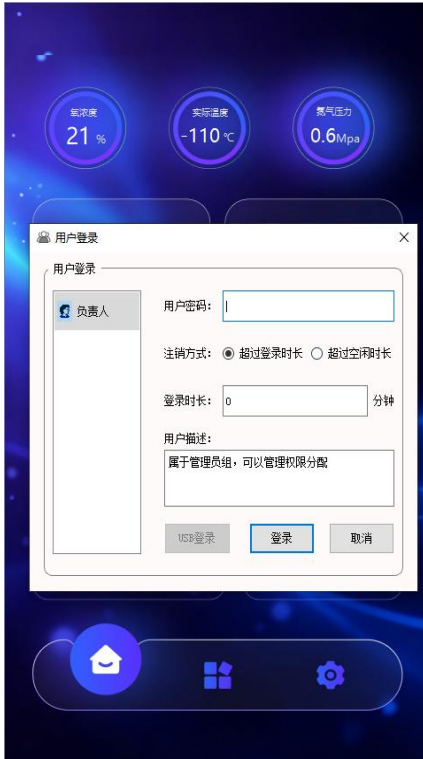 氧浓度 实际温度 氮气压力
21 % -110 ℃ 0.6Mpa
用户登录
用户登录
负责人
用户密码:
注销方式: 超过登录时长 超过空闲时长
登录时长: 0 分钟
用户描述:
属于管理员组，可以管理权限分配
USB登录 登录 取消